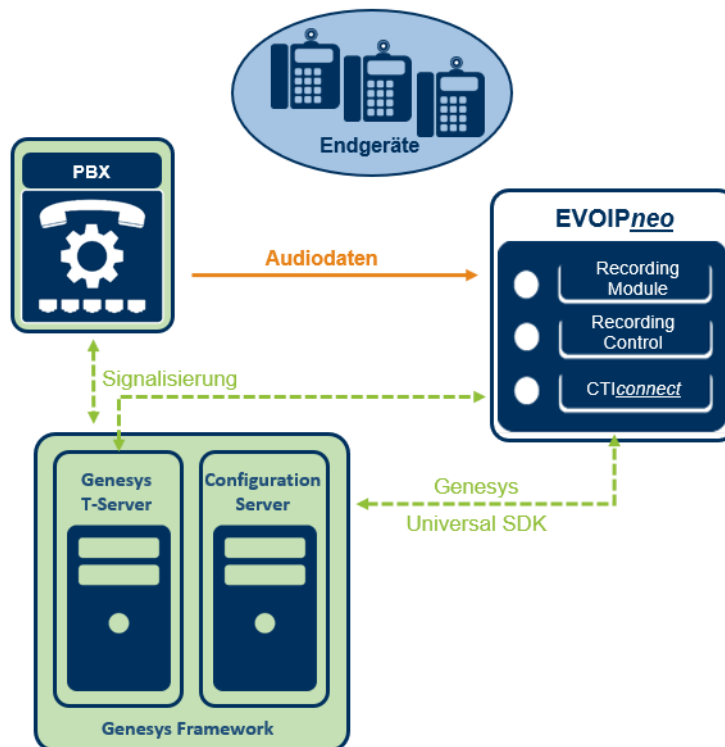 Endgeräte
PBX
EVOIPneo
Audiodaten
Recording
Module
Recording
Control
CTIconnect
Signalisierung
Genesys
T-Server
Configuration
Server
Genesys
Universal SDK
Genesys Framework